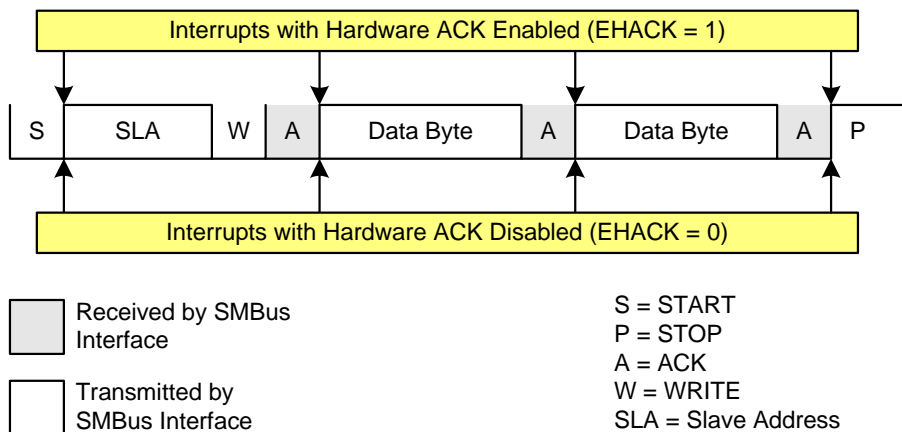 Interrupts with Hardware ACK Enabled (EHACK = 1)
S SLA W A Data Byte A Data Byte A P
Interrupts with Hardware ACK Disabled (EHACK = 0)
Received by SMBus
Interface
Transmitted by
SMBus Interface
S = START
P = STOP
A = ACK
W = WRITE
SLA = Slave Address